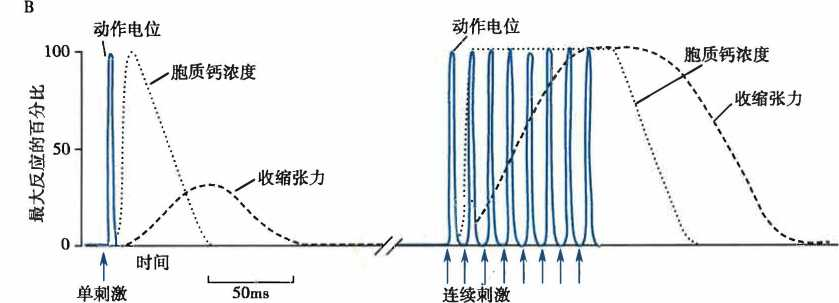 B
动作电位
胞质钙浓度
收缩张力
最大反应的百分比
100
50
0
时间
单刺激
50ms
动作电位
胞质钙浓度
收缩张力
连续刺激